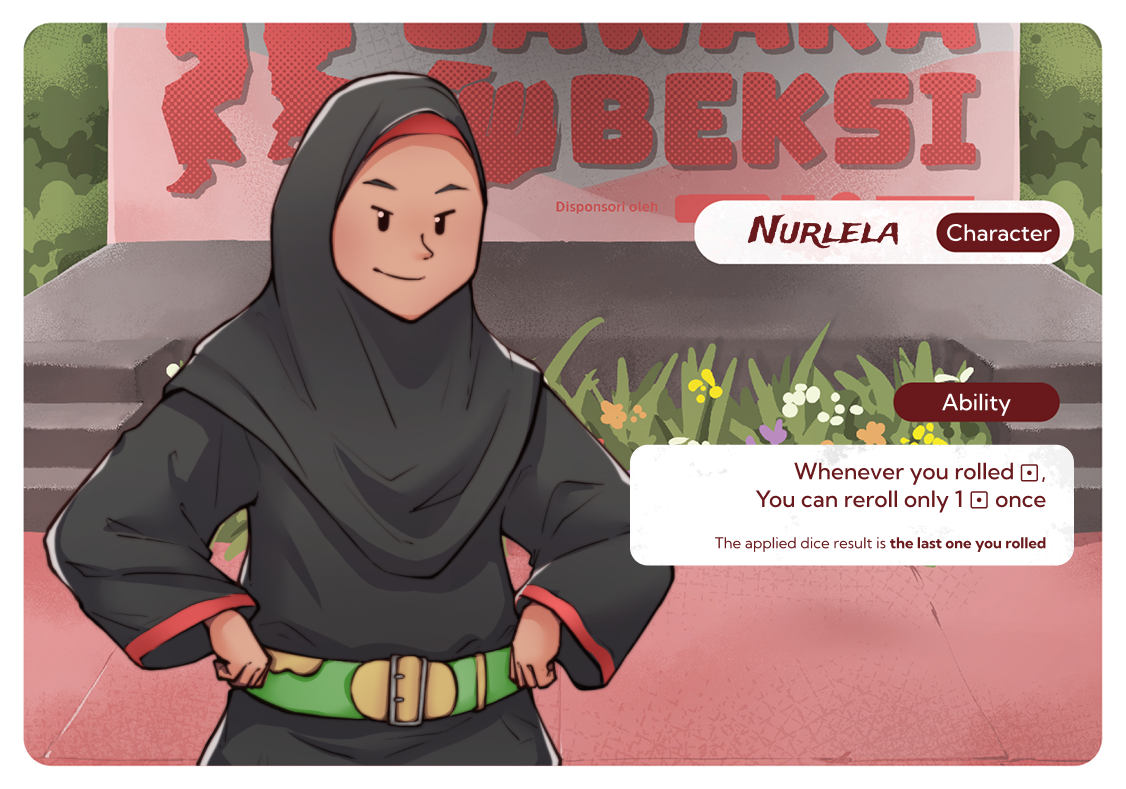 JAWARA
BEKSI
Disponsori oleh
NURLELA
Character
Ability
Whenever you rolled ⚀,
You can reroll only 1 ⚀ once
The applied dice result is the last one you rolled